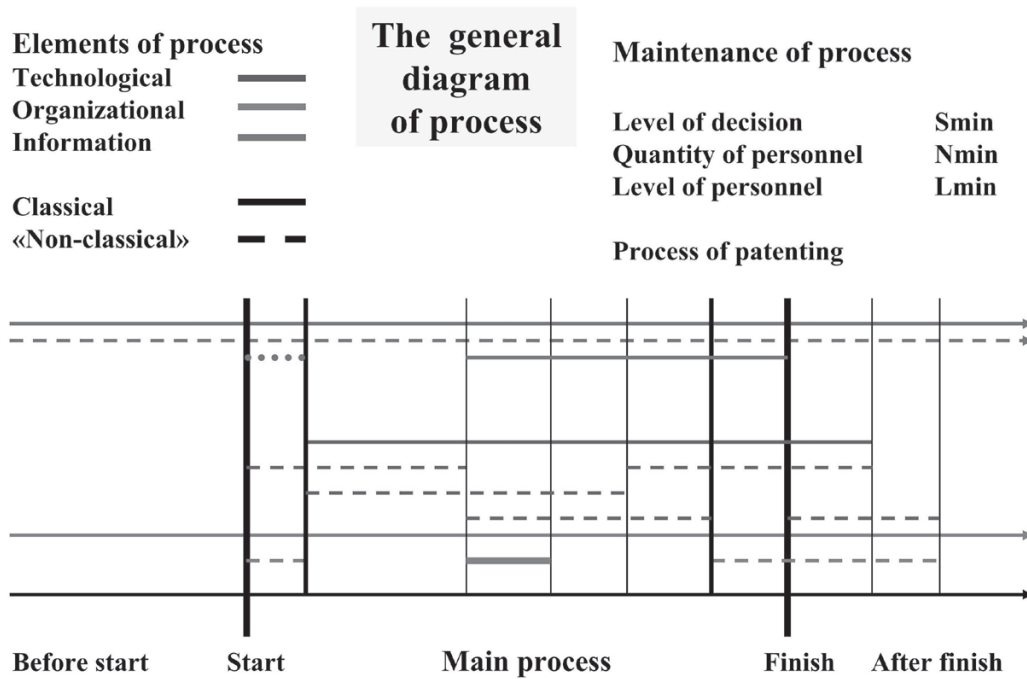 Elements of process
Technological
Organizational
Information
Classical
«Non-classical»
The general
diagram
of process
Maintenance of process
Level of decision Smin
Quantity of personnel Nmin
Level of personnel Lmin
Process of patenting
Before start Start Main process Finish After finish